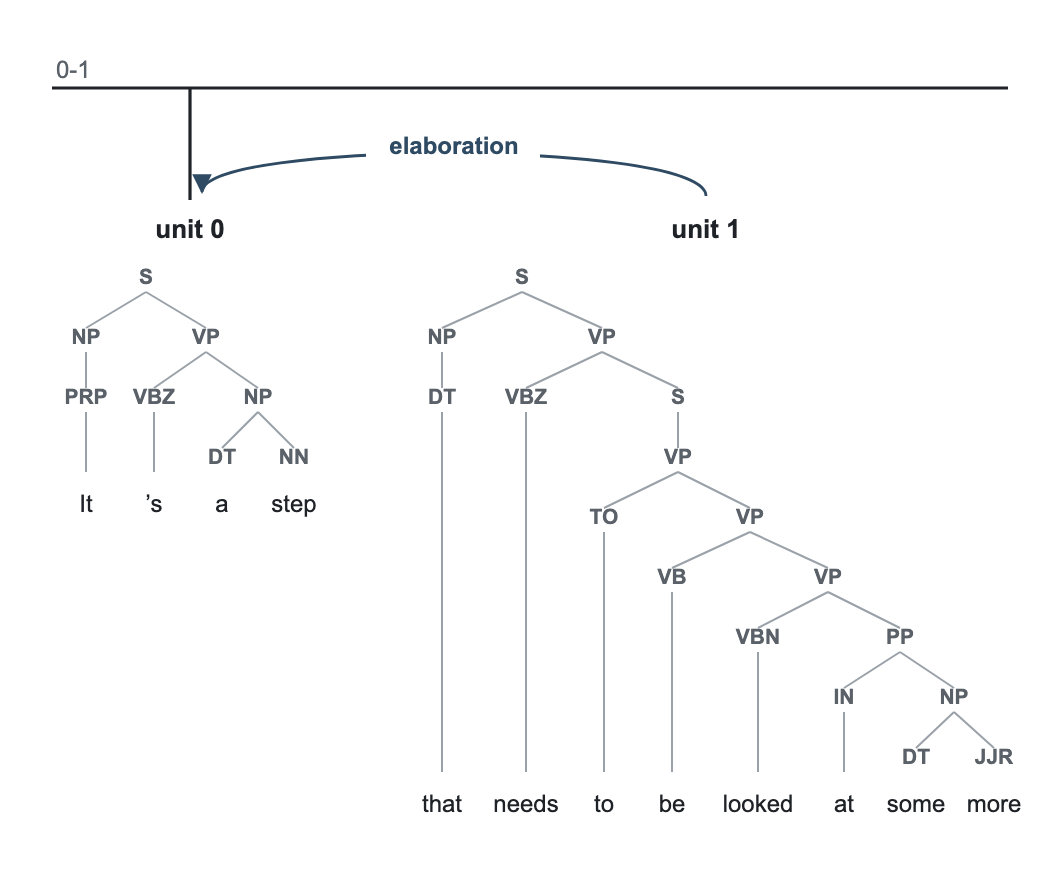 0-1
elaboration
unit 0 unit 1
S S
NP VP NP VP
PRP VBZ NP DT VBZ S
DT NN VP
It ’s a step TO VP
VB VP
VBN PP
IN NP
DT JJR
that needs to be looked at some more